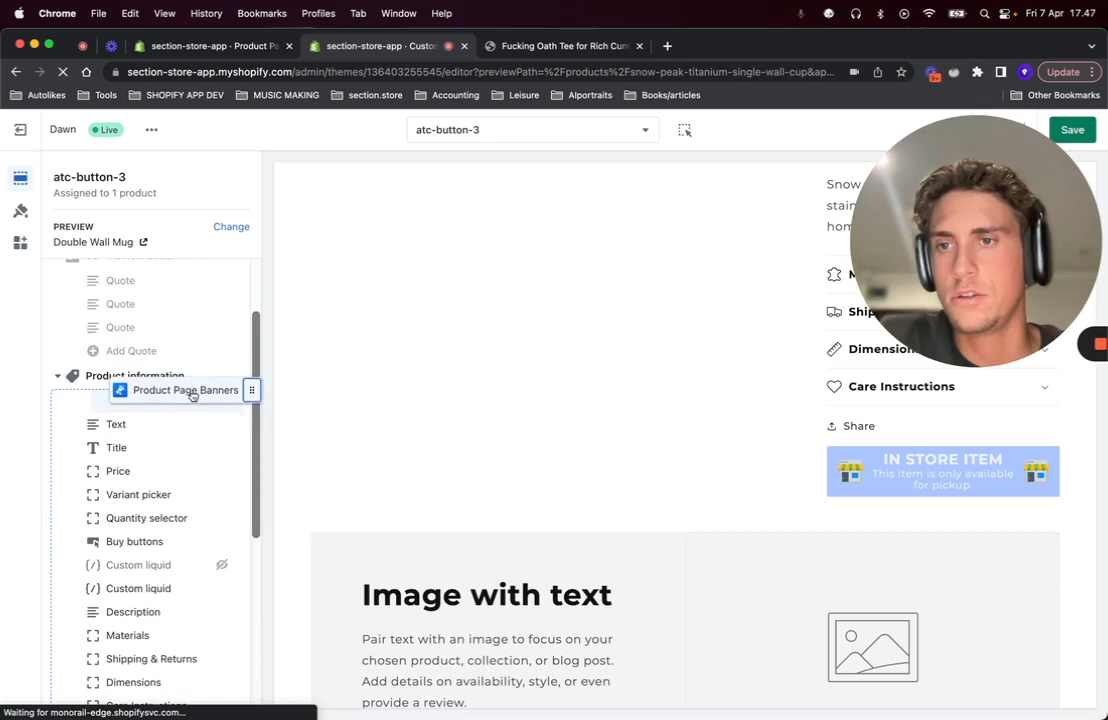 Chrome File Edit View History Bookmarks Profiles Tab Window Help Fri 7 Apr 17.47
section-store-app · Product Pa section-store-app · Custo Fucking Oath Tee for Rich Cunt
section-store-app.myshopify.com/admin/themes/136403255545/editor?previewPath=%2Fproducts%2Fsnow-peak-titanium-single-wall-cup&ap... Update
Autolikes Tools SHOPIFY APP DEV MUSIC MAKING section.store Accounting Leisure AIportraits Books/articles Other Bookmarks
Dawn Live atc-button-3 Save
atc-button-3
Assigned to 1 product
PREVIEW Change
Double Wall Mug
Quote
Quote
Quote
Add Quote
Product information
Product Page Banners
Text
Title
Price
Variant picker
Quantity selector
Buy buttons
Custom liquid
Custom liquid
Description
Materials
Shipping & Returns
Dimensions
Snow
stain
hom
M
Ship
Dimension
Care Instructions
Share
IN STORE ITEM
This item is only available
for pickup.
Image with text
Pair text with an image to focus on your
chosen product, collection, or blog post.
Add details on availability, style, or even
provide a review.
Waiting for monorail-edge.shopifysvc.com...